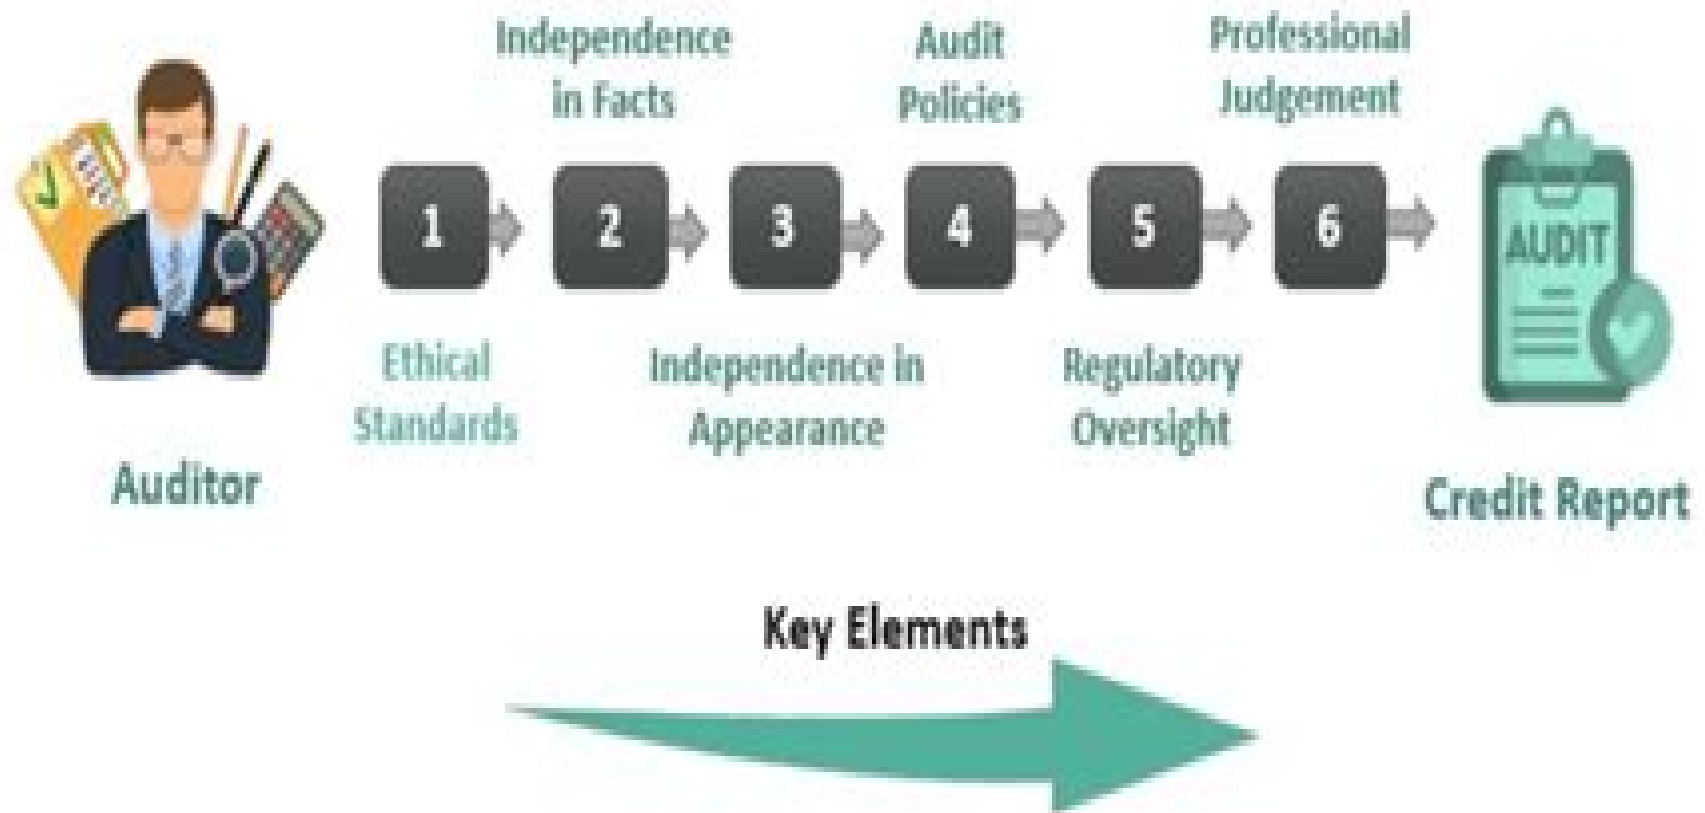 Independence
in Facts
Audit
Policies
Professional
Judgement
1
2
3
4
5
6
AUDIT
Ethical
Standards
Independence in
Appearance
Regulatory
Oversight
Auditor
Credit Report
Key Elements